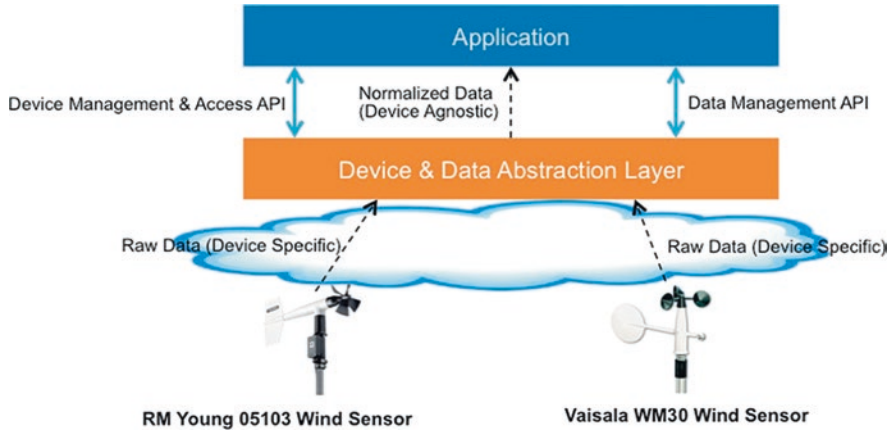 Application
Device Management & Access API
Normalized Data
(Device Agnostic)
Data Management API
Device & Data Abstraction Layer
Raw Data (Device Specific)
Raw Data (Device Specific)
RM Young 05103 Wind Sensor
Vaisala WM30 Wind Sensor